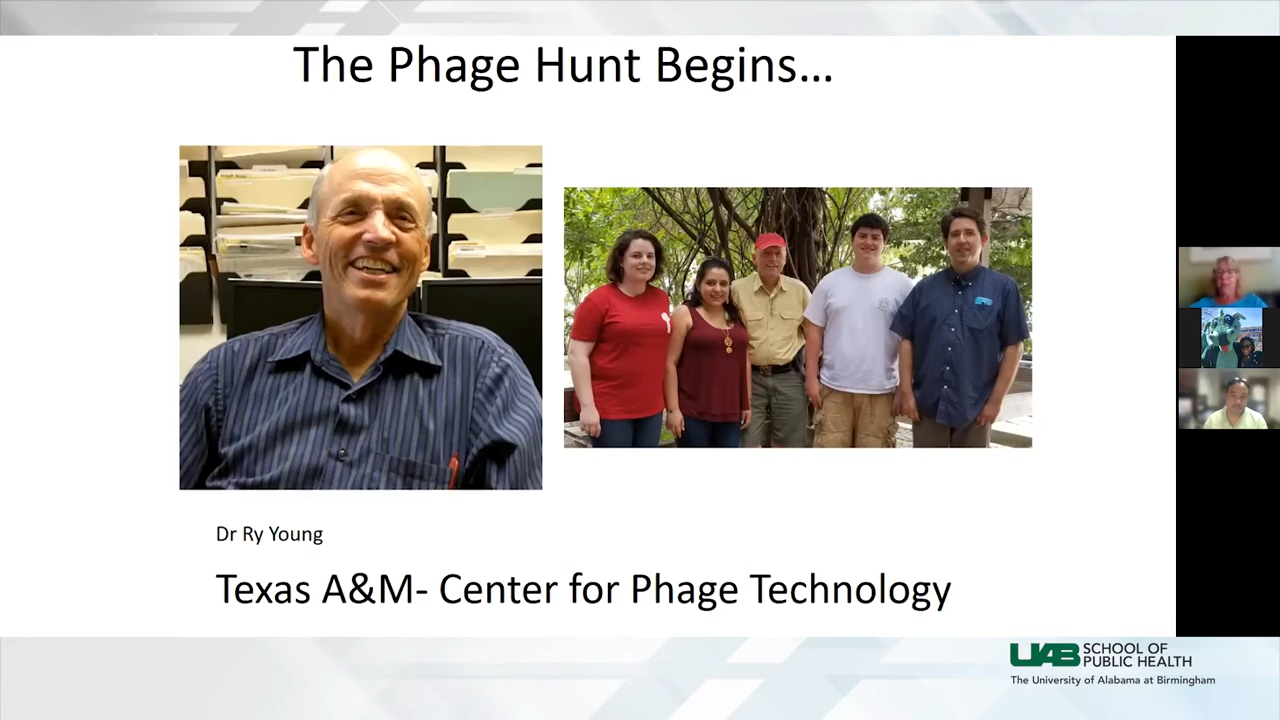 The Phage Hunt Begins…
Dr Ry Young
Texas A&M- Center for Phage Technology
UAB SCHOOL OF
PUBLIC HEALTH
The University of Alabama at Birmingham